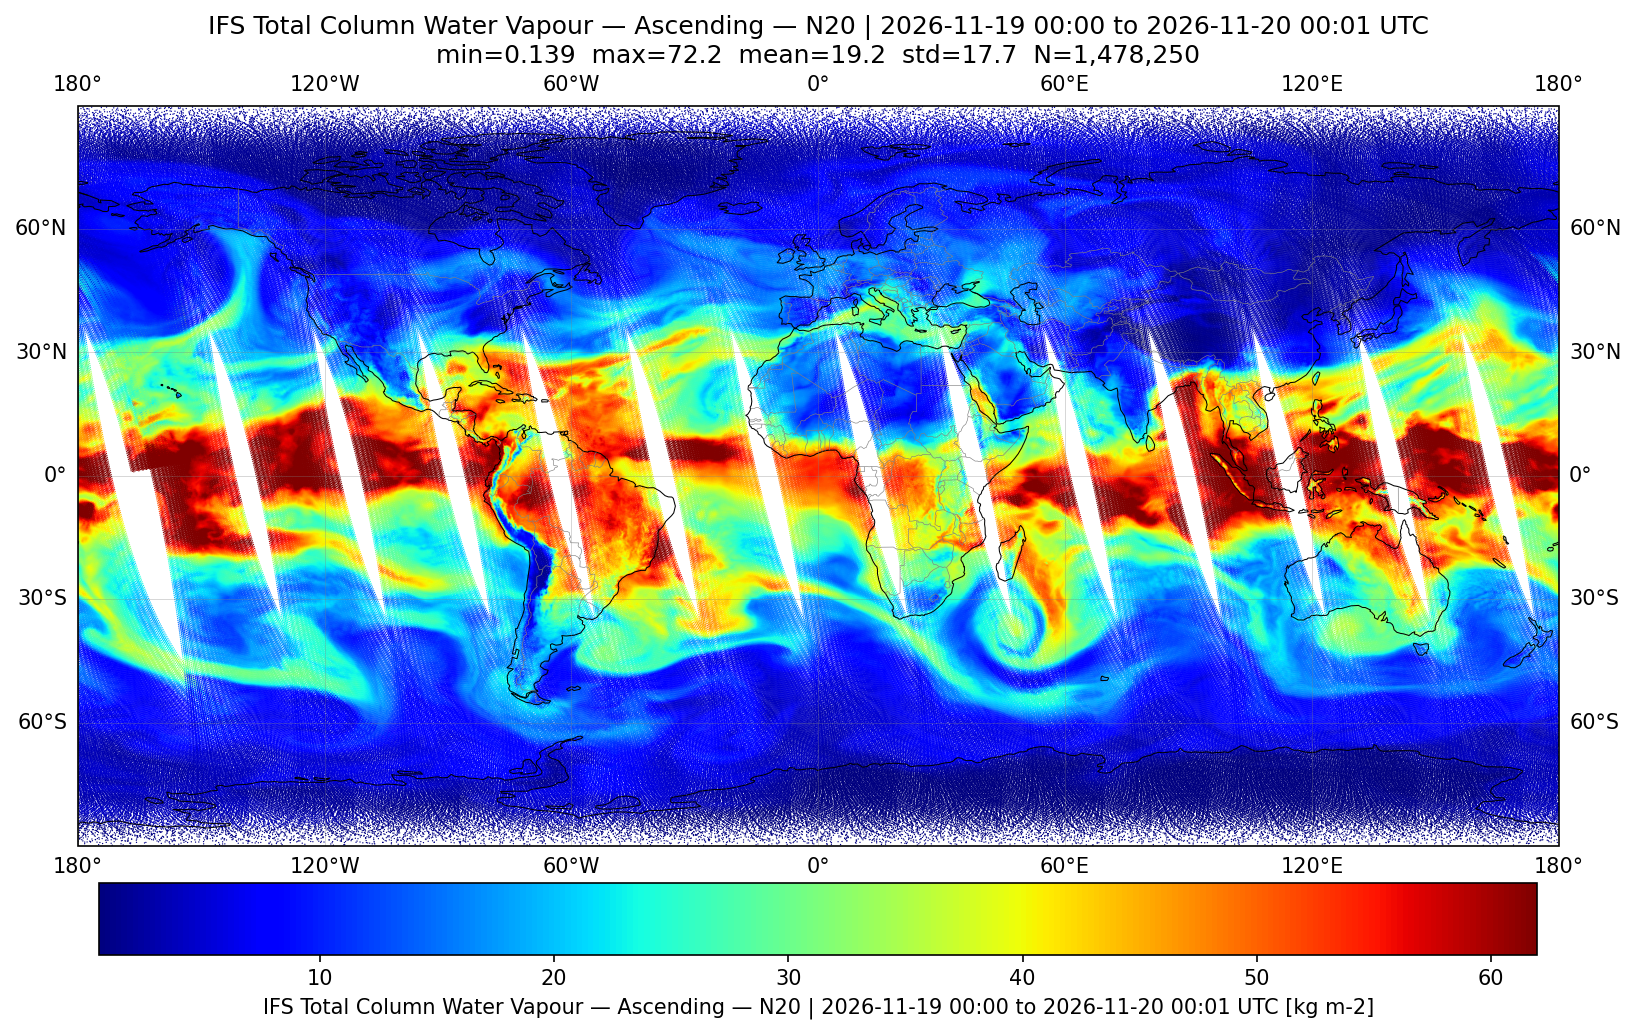 IFS Total Column Water Vapour — Ascending — N20 | 2026-11-19 00:00 to 2026-11-20 00:01 UTC
min=0.139  max=72.2  mean=19.2  std=17.7  N=1,478,250
180° 120°W 60°W 0° 60°E 120°E 180°
60°N 60°N
30°N 30°N
0° 0°
30°S 30°S
60°S 60°S
180° 120°W 60°W 0° 60°E 120°E 180°
10 20 30 40 50 60
IFS Total Column Water Vapour — Ascending — N20 | 2026-11-19 00:00 to 2026-11-20 00:01 UTC [kg m-2]